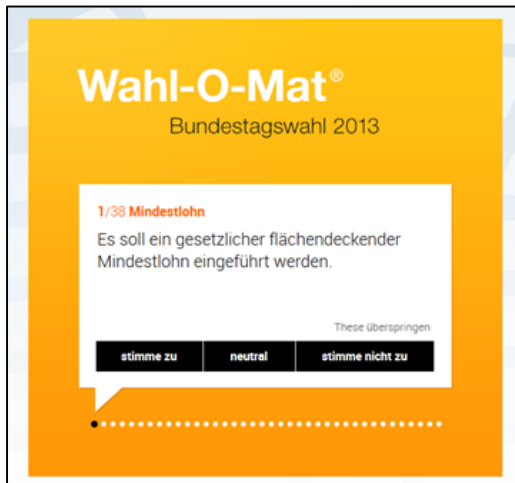 Wahl-O-Mat®
Bundestagswahl 2013
1/38 Mindestlohn
Es soll ein gesetzlicher flächendeckender
Mindestlohn eingeführt werden.
These überspringen
stimme zu neutral stimme nicht zu